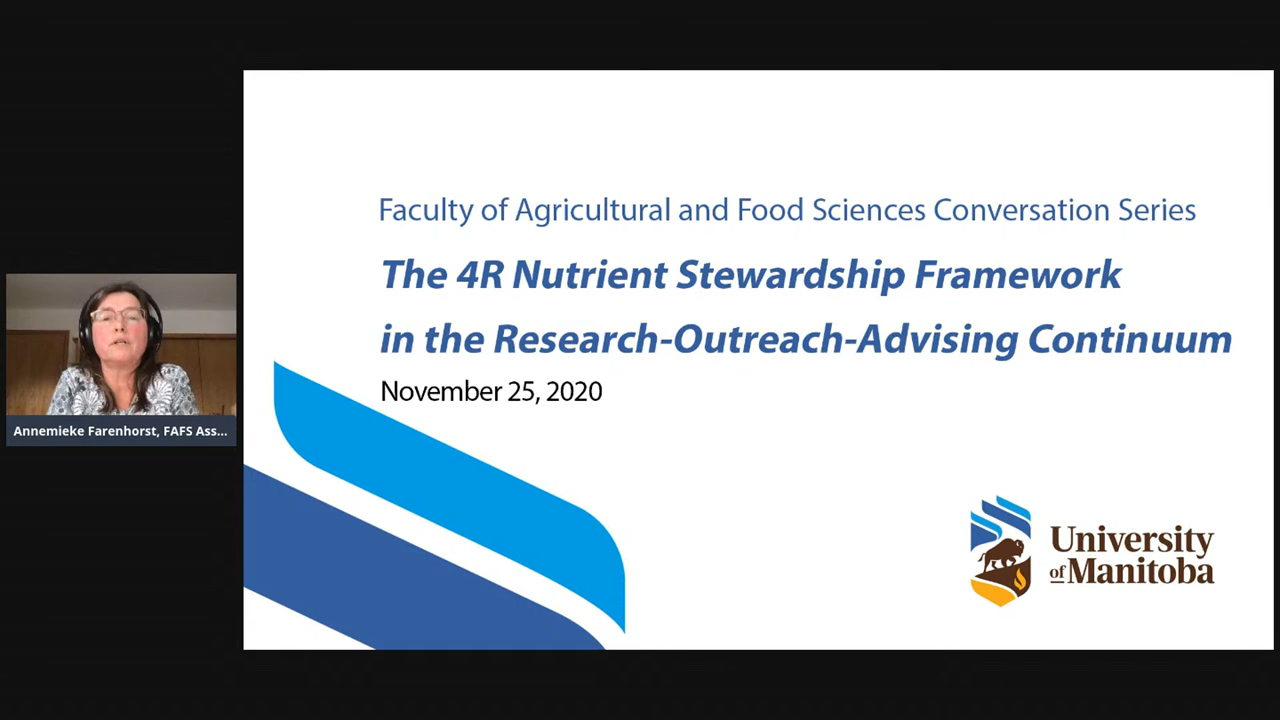 Faculty of Agricultural and Food Sciences Conversation Series
The 4R Nutrient Stewardship Framework
in the Research-Outreach-Advising Continuum
November 25, 2020
Annemieke Farenhorst, FAFS Ass...
University
of Manitoba